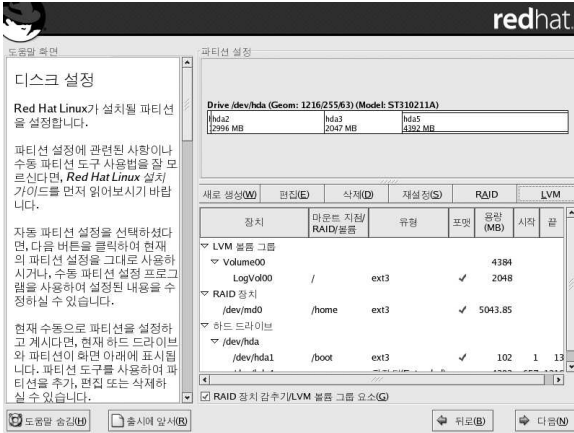 redhat.
도움말 화면
디스크 설정
Red Hat Linux가 설치될 파티션
을 설정합니다.
파티션 설정에 관련된 사항이나
수동 파티션 도구 사용법을 잘 모
르신다면, Red Hat Linux 설치
가이드를 먼저 읽어보시기 바랍
니다.
자동 파티션 설정을 선택하셨다
면, 다음 버튼을 클릭하여 현재
의 파티션 설정을 그대로 사용하
시거나, 수동 파티션 설정 프로그
램을 사용하여 설정된 내용을 수
정하실 수 있습니다.
현재 수동으로 파티션을 설정하
고 계시다면, 현재 하드 드라이브
와 파티션이 화면 아래에 표시됩
니다. 파티션 도구를 사용하여 파
티션을 추가, 편집 또는 삭제하
실 수 있습니다.
파티션 설정
Drive /dev/hda (Geom: 1216/255/63) (Model: ST310211A)
hda2 hda3 hda5
2996 MB 2047 MB 4392 MB
새로 생성(W) 편집(E) 삭제(D) 재설정(S) RAID LVM
장치 마운트 지점/ RAID/볼륨 유형 포맷 용량 (MB) 시작 끝
LVM 볼륨 그룹
Volume00 4384
LogVol00 / ext3 ✓ 2048
RAID 장치
/dev/md0 /home ext3 ✓ 5043.85
하드 드라이브
/dev/hda
/dev/hda1 /boot ext3 ✓ 102 1 13
RAID 장치 감추기/LVM 볼륨 그룹 요소(G)
도움말 숨김(H) 출시에 앞서(R) 뒤로(B) 다음(N)